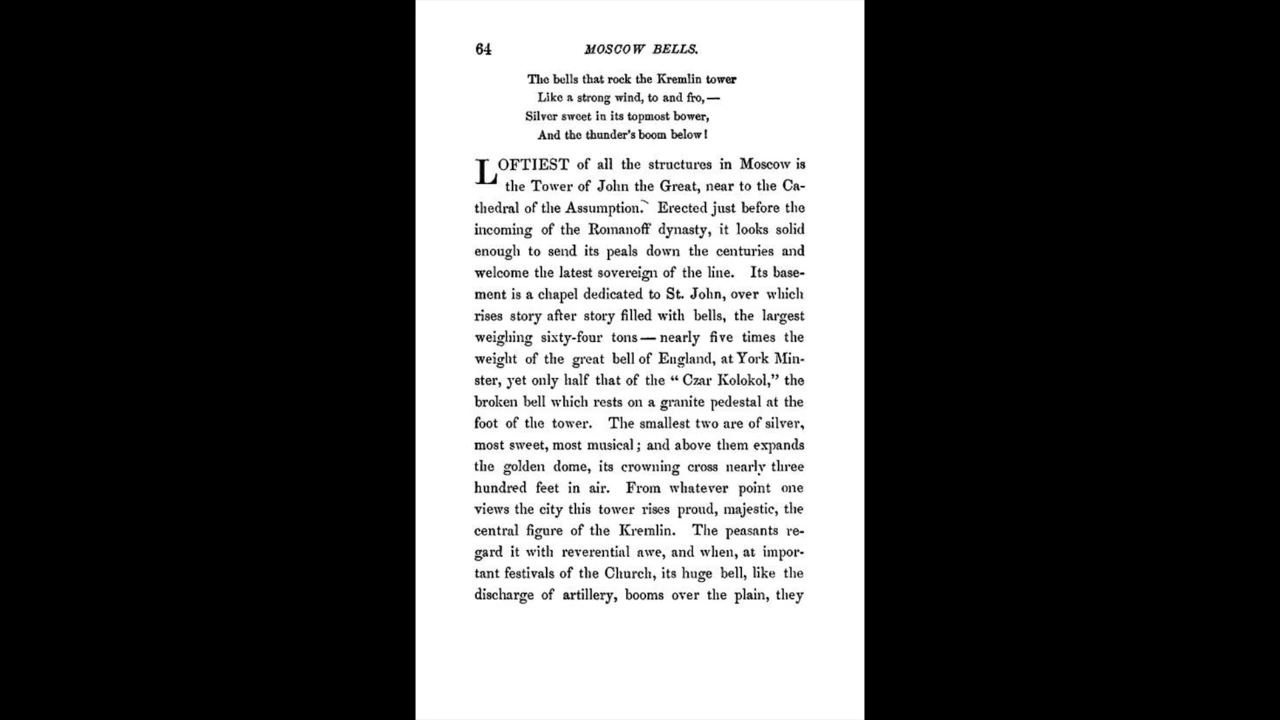 64 MOSCOW BELLS.
The bells that rock the Kremlin tower
Like a strong wind, to and fro,—
Silver sweet in its topmost bower,
And the thunder's boom below!
LOFTIEST of all the structures in Moscow is
the Tower of John the Great, near to the Ca-
thedral of the Assumption. Erected just before the
incoming of the Romanoff dynasty, it looks solid
enough to send its peals down the centuries and
welcome the latest sovereign of the line. Its base-
ment is a chapel dedicated to St. John, over which
rises story after story filled with bells, the largest
weighing sixty-four tons — nearly five times the
weight of the great bell of England, at York Min-
ster, yet only half that of the “ Czar Kolokol,” the
broken bell which rests on a granite pedestal at the
foot of the tower. The smallest two are of silver,
most sweet, most musical ; and above them expands
the golden dome, its crowning cross nearly three
hundred feet in air. From whatever point one
views the city this tower rises proud, majestic, the
central figure of the Kremlin. The peasants re-
gard it with reverential awe, and when, at impor-
tant festivals of the Church, its huge bell, like the
discharge of artillery, booms over the plain, they